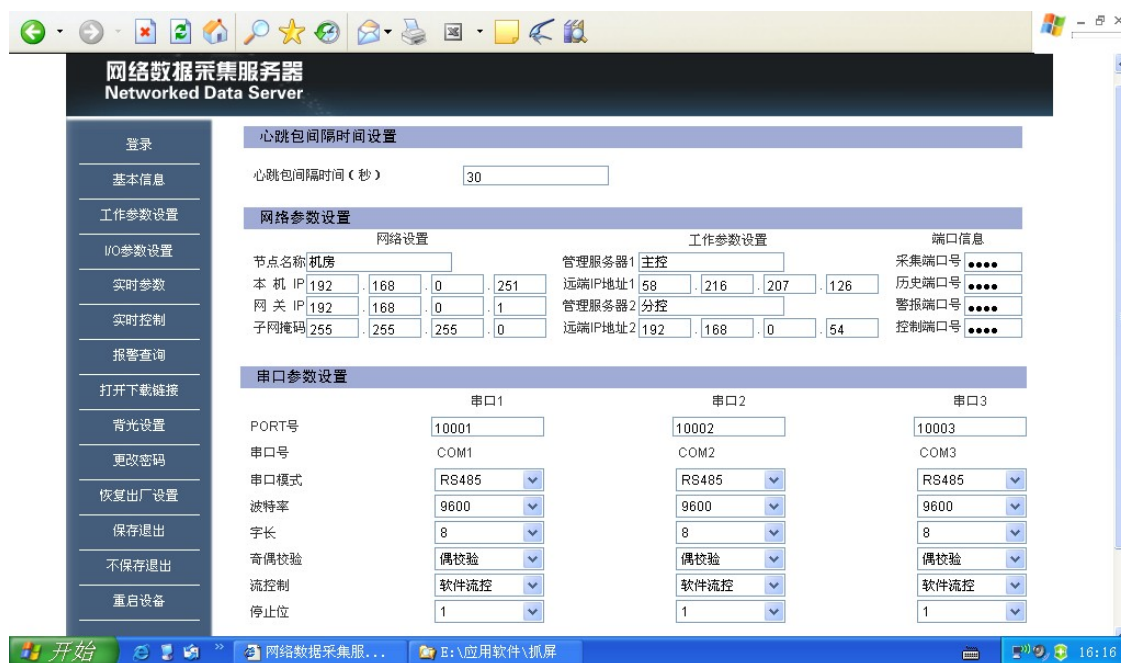 网络数据采集服务器
Networked Data Server
登录
基本信息
工作参数设置
I/O参数设置
实时参数
实时控制
报警查询
打开下载链接
背光设置
更改密码
恢复出厂设置
保存退出
不保存退出
重启设备
心跳包间隔时间设置
心跳包间隔时间（秒） 30
网络参数设置
网络设置 工作参数设置 端口信息
节点名称 机房 管理服务器1 主控 采集端口号 ●●●●
本 机 IP 192 . 168 . 0 . 251 远端IP地址1 58 . 216 . 207 . 126 历史端口号 ●●●●
网 关 IP 192 . 168 . 0 . 1 管理服务器2 分控 警报端口号 ●●●●
子网掩码 255 . 255 . 255 . 0 远端IP地址2 192 . 168 . 0 . 54 控制端口号 ●●●●
串口参数设置
串口1 串口2 串口3
PORT号 10001 10002 10003
串口号 COM1 COM2 COM3
串口模式 RS485 RS485 RS485
波特率 9600 9600 9600
字长 8 8 8
奇偶校验 偶校验 偶校验 偶校验
流控制 软件流控 软件流控 软件流控
停止位 1 1 1
开始 网络数据采集服... E:\应用软件\抓屏 16:16